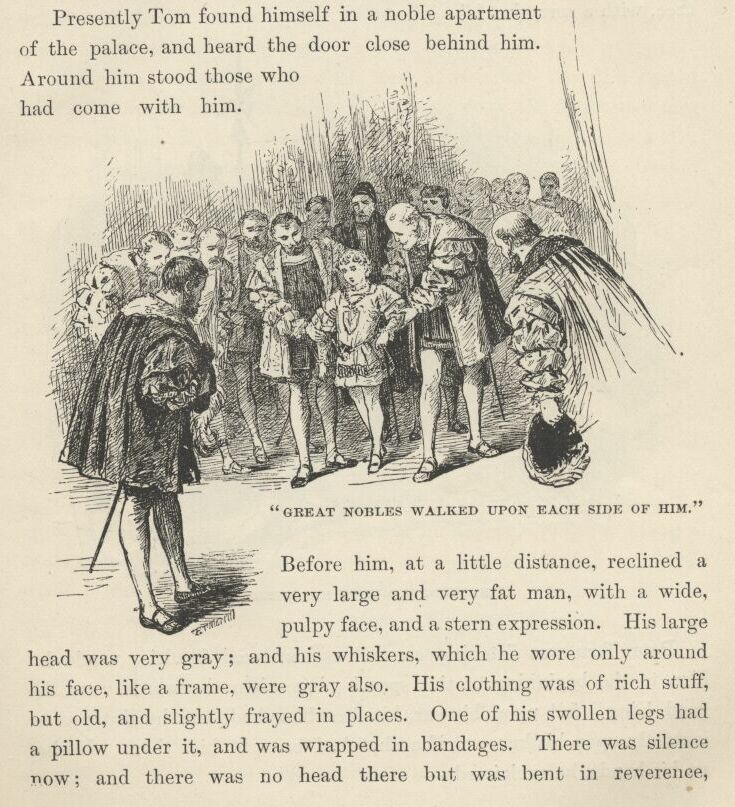 Presently Tom found himself in a noble apartment
of the palace, and heard the door close behind him.
Around him stood those who
had come with him.
"GREAT NOBLES WALKED UPON EACH SIDE OF HIM."
Before him, at a little distance, reclined a
very large and very fat man, with a wide,
pulpy face, and a stern expression. His large
head was very gray; and his whiskers, which he wore only around
his face, like a frame, were gray also. His clothing was of rich stuff,
but old, and slightly frayed in places. One of his swollen legs had
a pillow under it, and was wrapped in bandages. There was silence
now; and there was no head there but was bent in reverence,